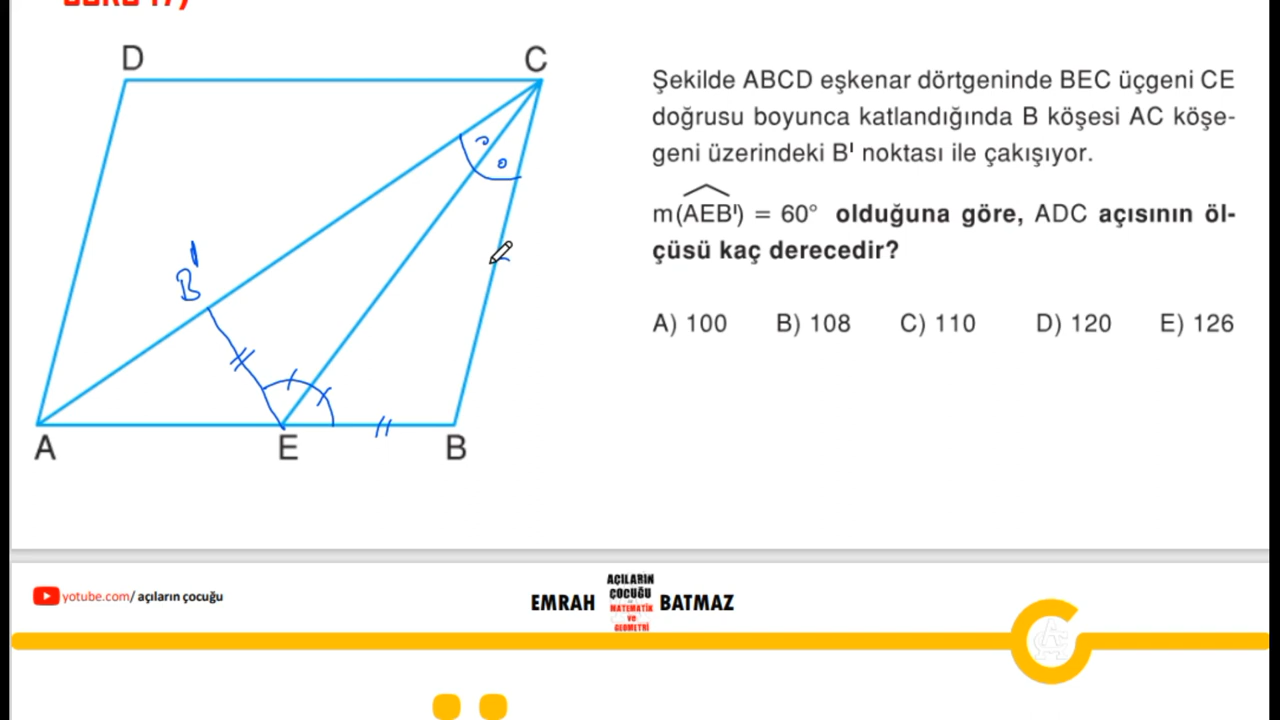 D
C
Şekilde ABCD eşkenar dörtgeninde BEC üçgeni CE
doğrusu boyunca katlandığında B köşesi AC köşe-
geni üzerindeki B' noktası ile çakışıyor.
B'
m(AEB') = 60° olduğuna göre, ADC açısının öl-
çüsü kaç derecedir?
A) 100 B) 108 C) 110 D) 120 E) 126
A
E
B
yotube.com/ açıların çocuğu
EMRAH
AÇILARIN
ÇOCUĞU
MATEMATİK
ve
GEOMETRİ
BATMAZ